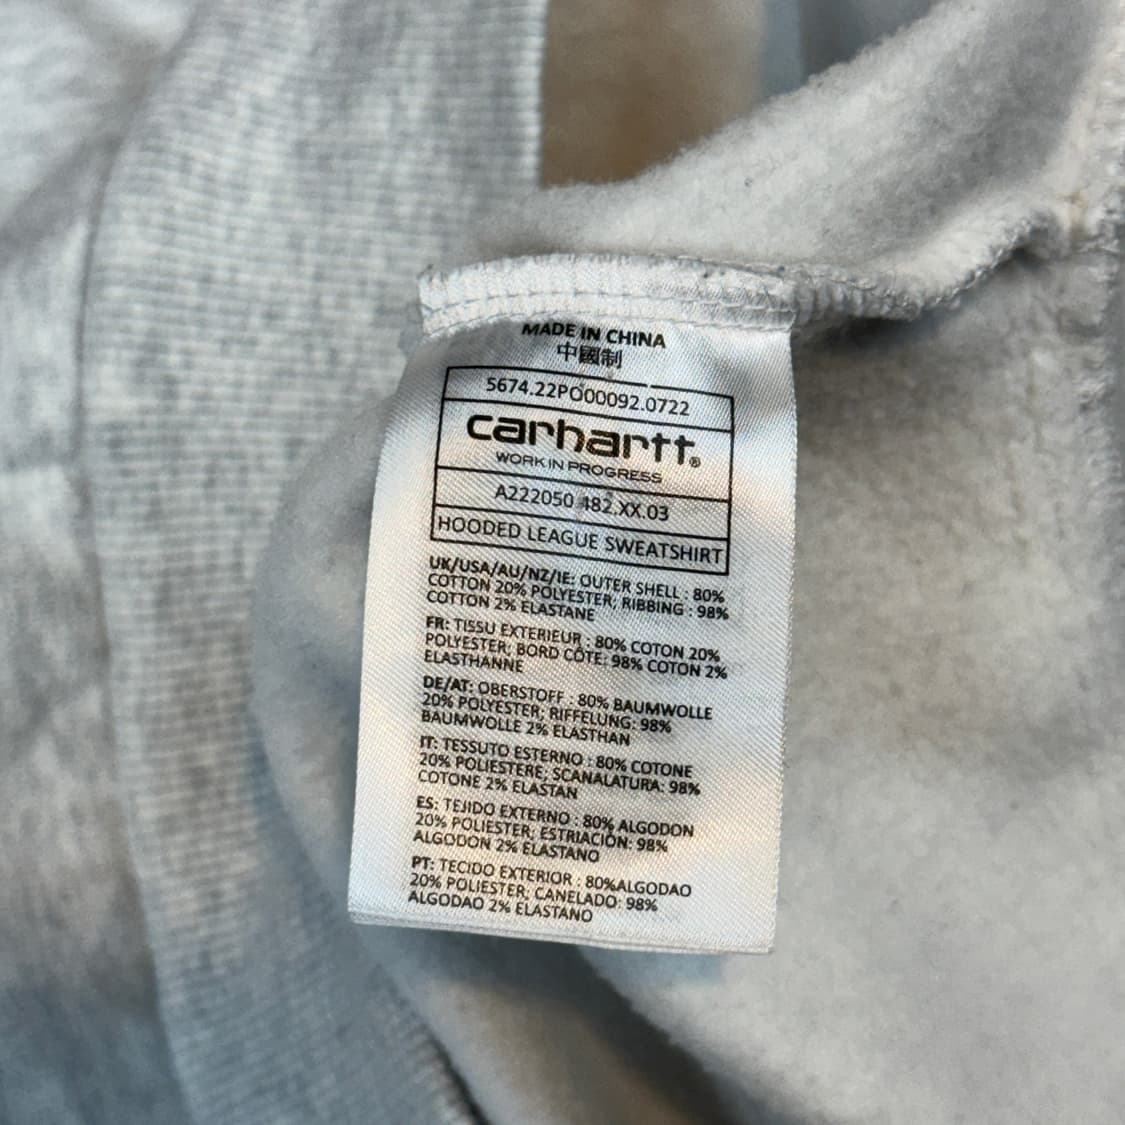 MADE IN CHINA
中國制
5674.22PO00092.0722
carhartt®
WORK IN PROGRESS
A222050 482.XX.03
HOODED LEAGUE SWEATSHIRT
UK/USA/AU/NZ/IE: OUTER SHELL : 80%
COTTON 20% POLYESTER; RIBBING : 98%
COTTON 2% ELASTANE
FR: TISSU EXTERIEUR : 80% COTON 20%
POLYESTER; BORD CÔTE: 98% COTON 2%
ELASTHANNE
DE/AT: OBERSTOFF : 80% BAUMWOLLE
20% POLYESTER; RIFFELUNG: 98%
BAUMWOLLE 2% ELASTHAN
IT: TESSUTO ESTERNO : 80% COTONE
20% POLIESTERE; SCANALATURA: 98%
COTONE 2% ELASTAN
ES: TEJIDO EXTERNO : 80% ALGODON
20% POLIESTER; ESTRIACIÓN: 98%
ALGODON 2% ELASTANO
PT: TECIDO EXTERIOR : 80%ALGODAO
20% POLIESTER; CANELADO: 98%
ALGODAO 2% ELASTANO